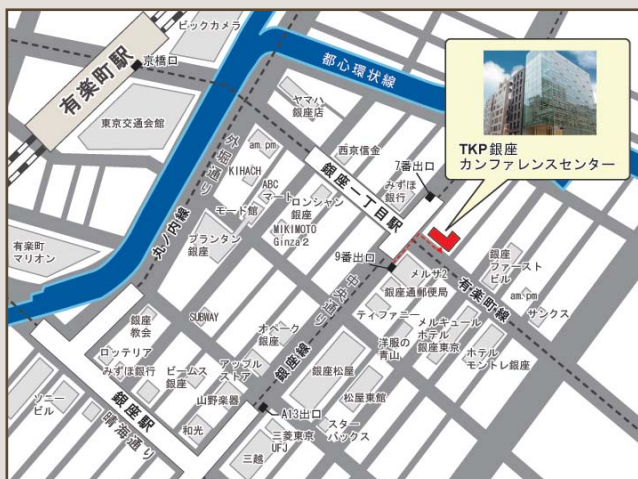 ビックカメラ
京橋口
有楽町駅
東京交通会館
都心環状線
TKP 銀座
カンファレンスセンター
ヤマハ
銀座店
外堀通り
am.pm
KIHACH
西京信金
7番出口
みずほ
銀行
銀座一丁目駅
ABC
マート
ロンシャン
銀座
モード館
MIKIMOTO
Ginza 2
丸ノ内線
プランタン
銀座
有楽町
マリオン
9番出口
メルサ2
銀座通郵便局
中央通り
有楽町線
銀座
ファースト
ビル
am.pm
サンクス
ティファニー
メルキュール
ホテル
銀座東京
洋服の
青山
ホテル
モントレ銀座
SUBWAY
オペーク
銀座
銀座線
銀座
教会
ロッテリア
みずほ銀行
ビームス
銀座
アップル
ストア
山野楽器
銀座松屋
松屋東館
ソニー
ビル
銀座駅
晴海通り
和光
A13出口
三菱東京
UFJ
スター
バックス
三越